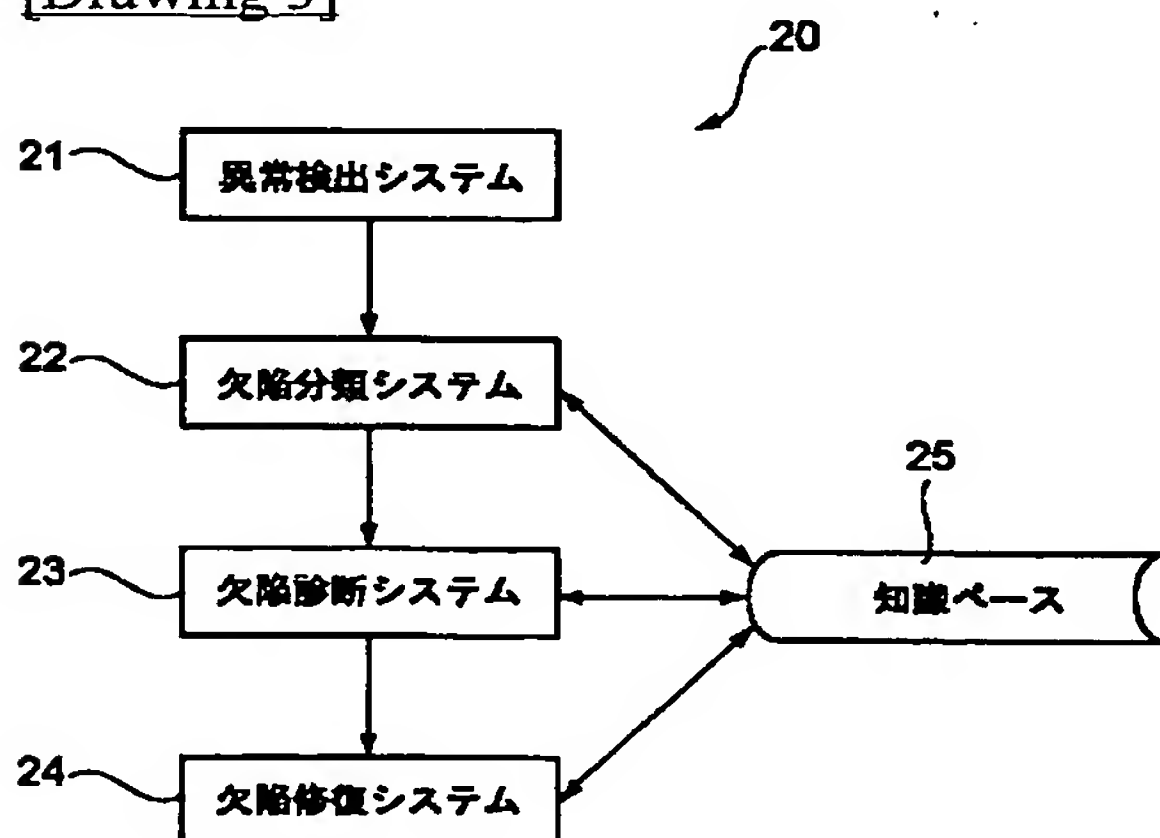 [Drawing 3]
20
21
異常検出システム
22
欠陥分類システム
25
23
欠陥診断システム
知識ベース
24
欠陥修復システム